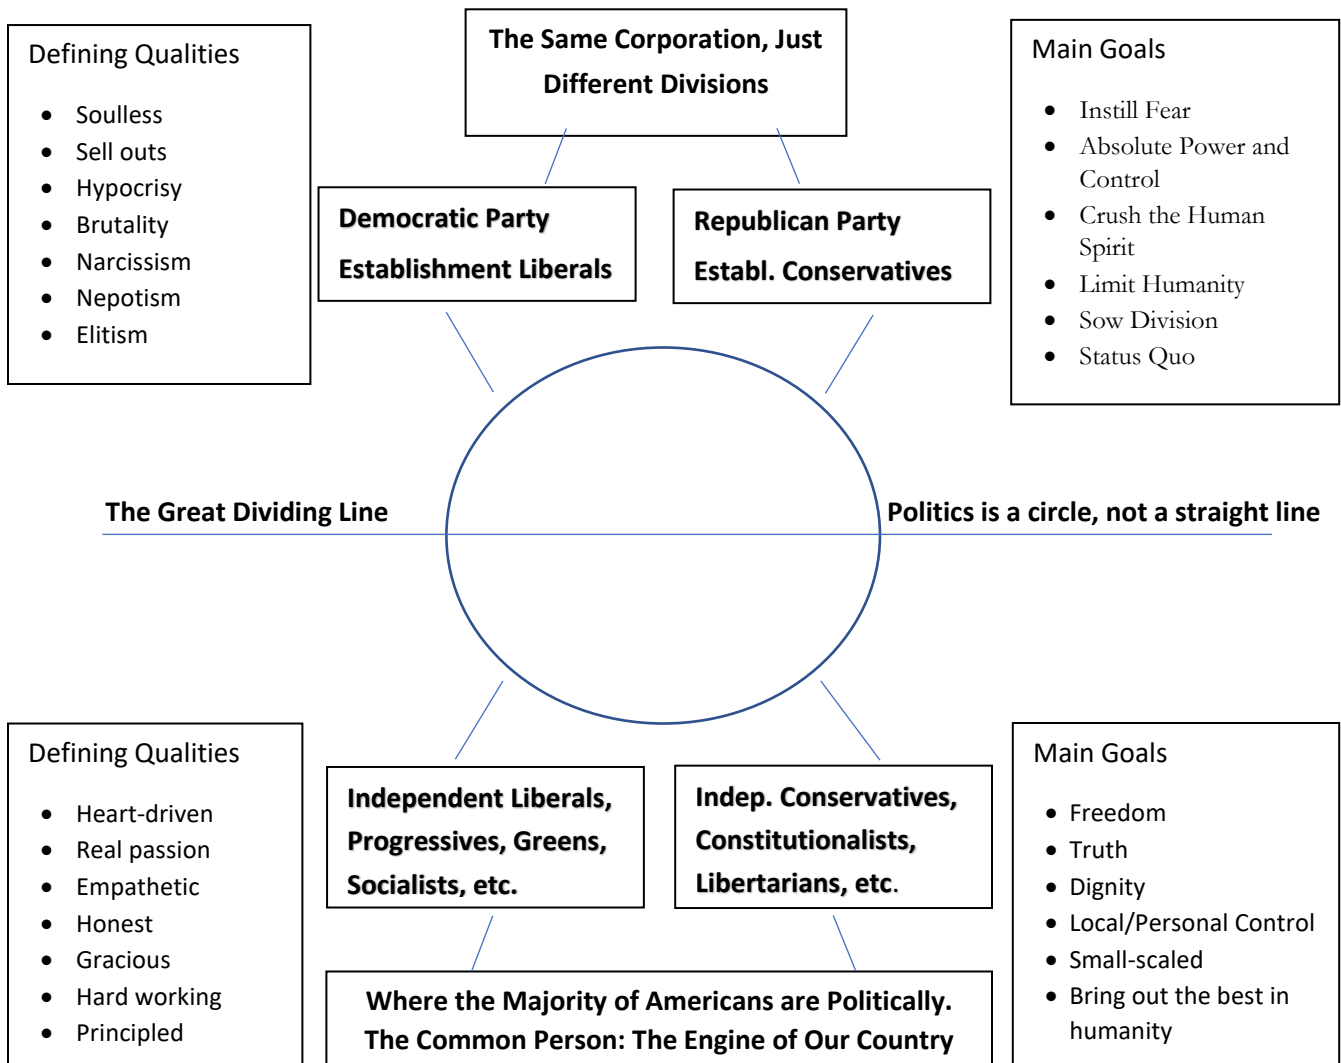 Defining Qualities
• Soulless
• Sell outs
• Hypocrisy
• Brutality
• Narcissism
• Nepotism
• Elitism
The Same Corporation, Just
Different Divisions
Main Goals
• Instill Fear
• Absolute Power and
Control
• Crush the Human
Spirit
• Limit Humanity
• Sow Division
• Status Quo
Democratic Party
Establishment Liberals
Republican Party
Establ. Conservatives
The Great Dividing Line
Politics is a circle, not a straight line
Defining Qualities
• Heart-driven
• Real passion
• Empathetic
• Honest
• Gracious
• Hard working
• Principled
Independent Liberals,
Progressives, Greens,
Socialists, etc.
Indep. Conservatives,
Constitutionalists,
Libertarians, etc.
Main Goals
• Freedom
• Truth
• Dignity
• Local/Personal Control
• Small-scaled
• Bring out the best in
humanity
Where the Majority of Americans are Politically.
The Common Person: The Engine of Our Country